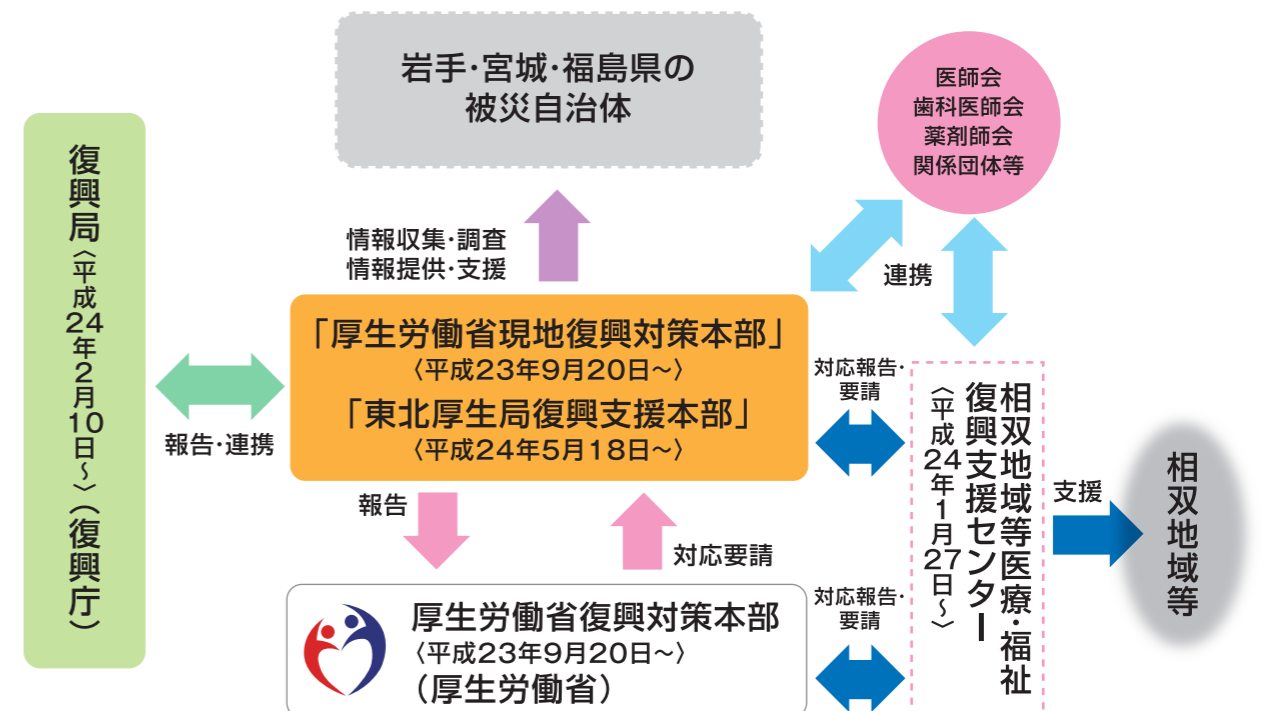 岩手・宮城・福島県の
被災自治体
医師会
歯科医師会
薬剤師会
関係団体等
復興局〈平成24年2月10日～〉（復興庁）
情報収集・調査
情報提供・支援
連携
「厚生労働省現地復興対策本部」
〈平成23年9月20日～〉
「東北厚生局復興支援本部」
〈平成24年5月18日～〉
報告・連携
対応報告・
要請
相双地域等医療・福祉
復興支援センター
〈平成24年1月27日～〉
支援
相双地域等
報告
対応要請
厚生労働省復興対策本部
〈平成23年9月20日～〉
（厚生労働省）
対応報告・
要請